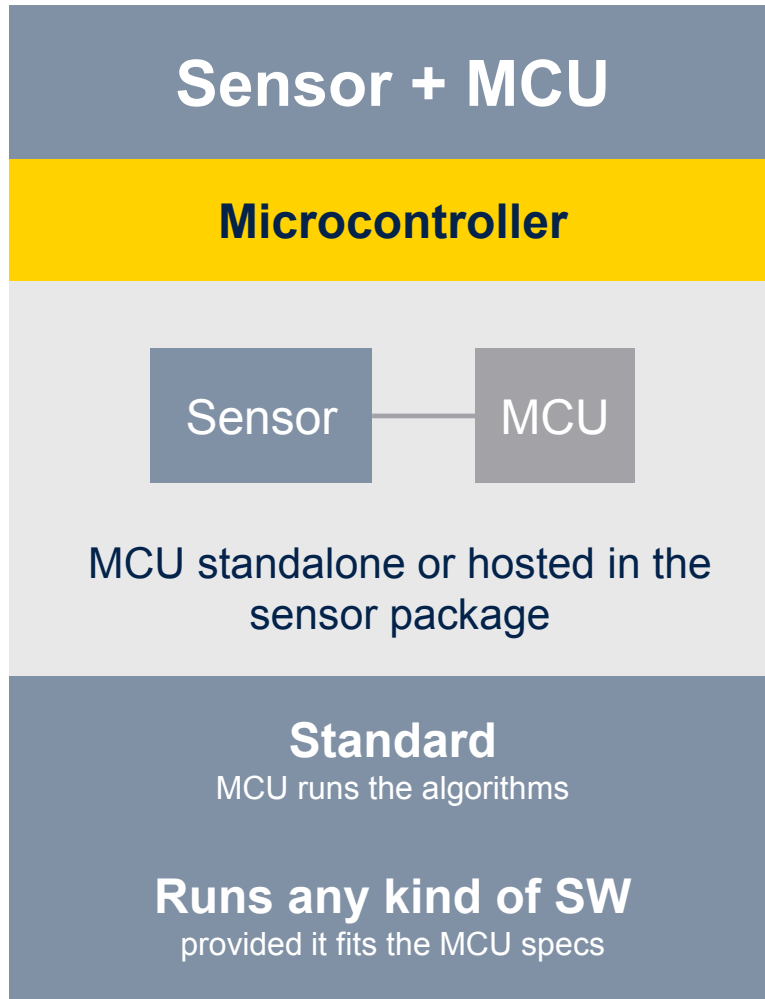 Sensor + MCU
Microcontroller
Sensor
MCU
MCU standalone or hosted in the
sensor package
Standard
MCU runs the algorithms
Runs any kind of SW
provided it fits the MCU specs